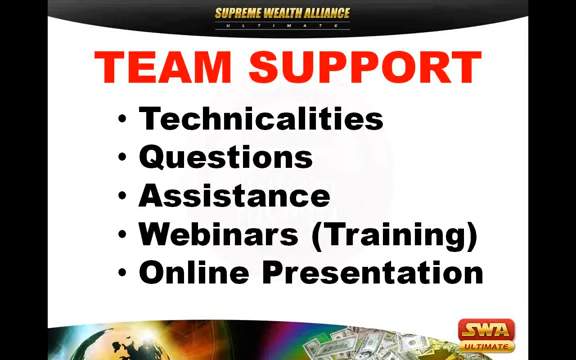 SUPREME WEALTH ALLIANCE
ULTIMATE
TEAM SUPPORT
• Technicalities
• Questions
• Assistance
• Webinars (Training)
• Online Presentation
SWA
ULTIMATE